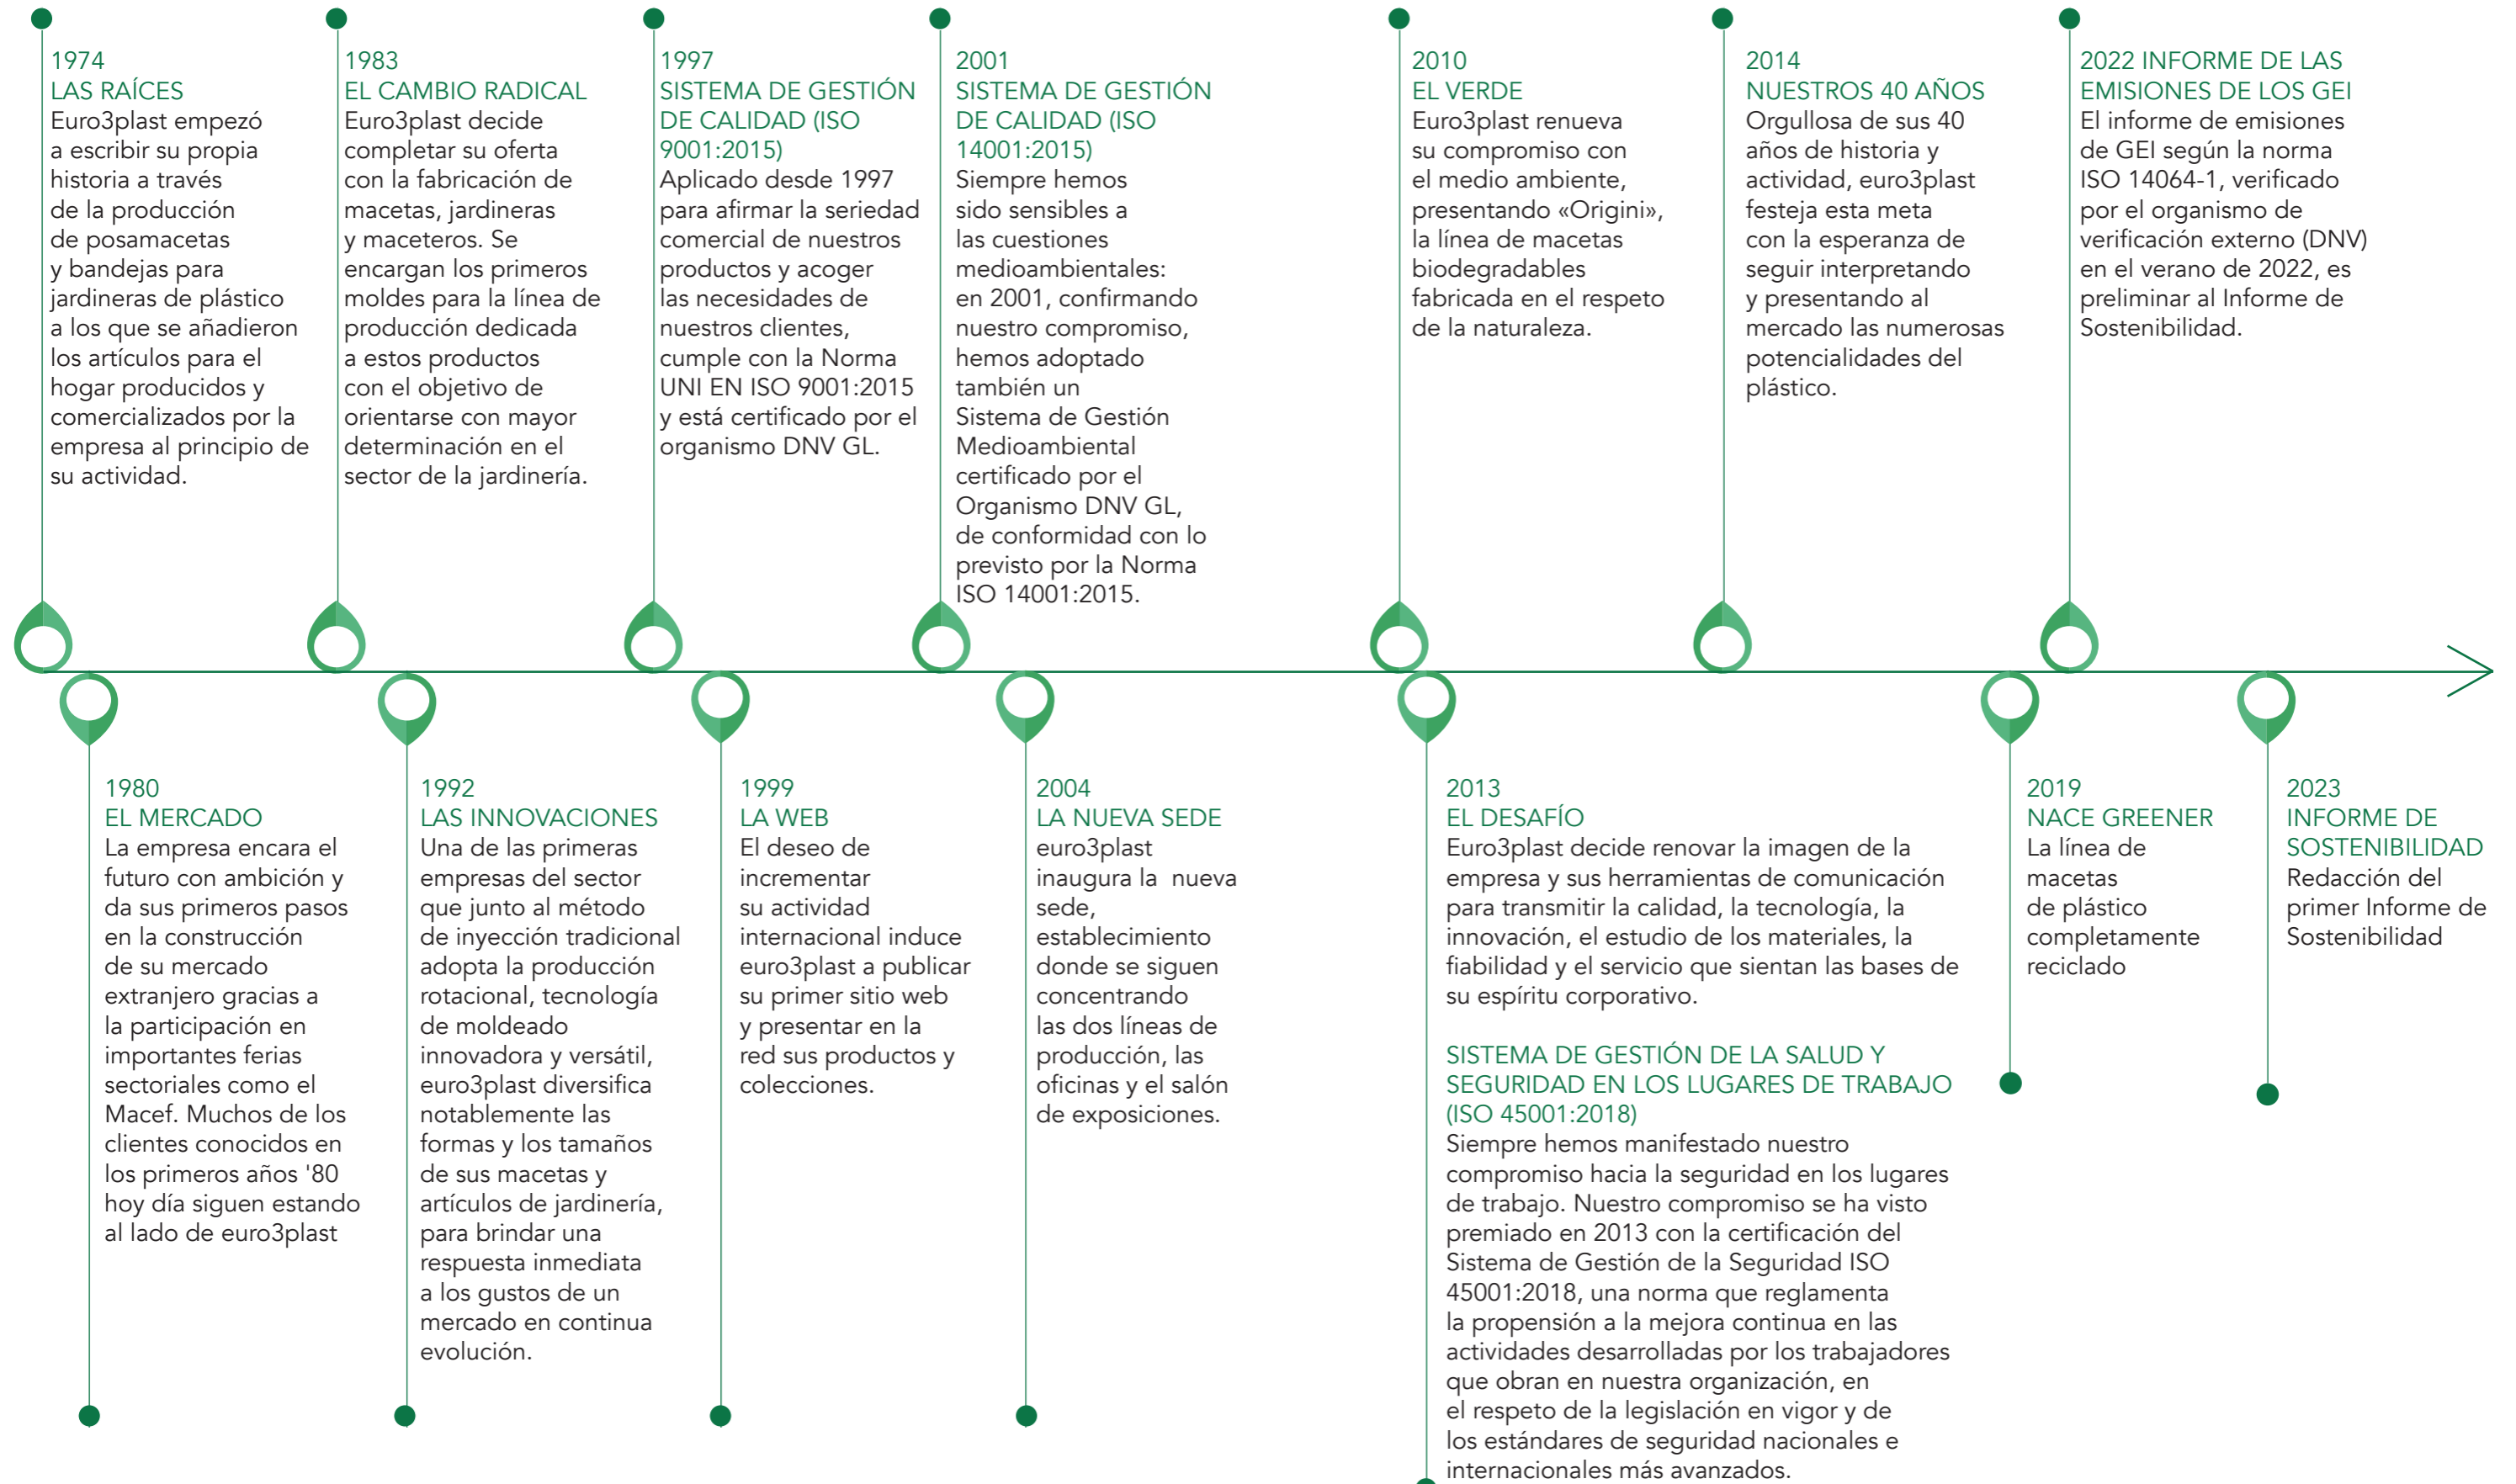 1974
LAS RAÍCES
Euro3plast empezó
a escribir su propia
historia a través
de la producción
de posamacetas
y bandejas para
jardineras de plástico
a los que se añadieron
los artículos para el
hogar producidos y
comercializados por la
empresa al principio de
su actividad.
1983
EL CAMBIO RADICAL
Euro3plast decide
completar su oferta
con la fabricación de
macetas, jardineras
y maceteros. Se
encargan los primeros
moldes para la línea de
producción dedicada
a estos productos
con el objetivo de
orientarse con mayor
determinación en el
sector de la jardinería.
1997
SISTEMA DE GESTIÓN
DE CALIDAD (ISO
9001:2015)
Aplicado desde 1997
para afirmar la seriedad
comercial de nuestros
productos y acoger
las necesidades de
nuestros clientes,
cumple con la Norma
UNI EN ISO 9001:2015
y está certificado por el
organismo DNV GL.
2001
SISTEMA DE GESTIÓN
DE CALIDAD (ISO
14001:2015)
Siempre hemos
sido sensibles a
las cuestiones
medioambientales:
en 2001, confirmando
nuestro compromiso,
hemos adoptado
también un
Sistema de Gestión
Medioambiental
certificado por el
Organismo DNV GL,
de conformidad con lo
previsto por la Norma
ISO 14001:2015.
2010
EL VERDE
Euro3plast renueva
su compromiso con
el medio ambiente,
presentando «Origini»,
la línea de macetas
biodegradables
fabricada en el respeto
de la naturaleza.
2014
NUESTROS 40 AÑOS
Orgullosa de sus 40
años de historia y
actividad, euro3plast
festeja esta meta
con la esperanza de
seguir interpretando
y presentando al
mercado las numerosas
potencialidades del
plástico.
2022 INFORME DE LAS
EMISIONES DE LOS GEI
El informe de emisiones
de GEI según la norma
ISO 14064-1, verificado
por el organismo de
verificación externo (DNV)
en el verano de 2022, es
preliminar al Informe de
Sostenibilidad.
1980
EL MERCADO
La empresa encara el
futuro con ambición y
da sus primeros pasos
en la construcción
de su mercado
extranjero gracias a
la participación en
importantes ferias
sectoriales como el
Macef. Muchos de los
clientes conocidos en
los primeros años '80
hoy día siguen estando
al lado de euro3plast
1992
LAS INNOVACIONES
Una de las primeras
empresas del sector
que junto al método
de inyección tradicional
adopta la producción
rotacional, tecnología
de moldeado
innovadora y versátil,
euro3plast diversifica
notablemente las
formas y los tamaños
de sus macetas y
artículos de jardinería,
para brindar una
respuesta inmediata
a los gustos de un
mercado en continua
evolución.
1999
LA WEB
El deseo de
incrementar
su actividad
internacional induce
euro3plast a publicar
su primer sitio web
y presentar en la
red sus productos y
colecciones.
2004
LA NUEVA SEDE
euro3plast
inaugura la nueva
sede,
establecimiento
donde se siguen
concentrando
las dos líneas de
producción, las
oficinas y el salón
de exposiciones.
2013
EL DESAFÍO
Euro3plast decide renovar la imagen de la
empresa y sus herramientas de comunicación
para transmitir la calidad, la tecnología, la
innovación, el estudio de los materiales, la
fiabilidad y el servicio que sientan las bases de
su espíritu corporativo.
SISTEMA DE GESTIÓN DE LA SALUD Y
SEGURIDAD EN LOS LUGARES DE TRABAJO
(ISO 45001:2018)
Siempre hemos manifestado nuestro
compromiso hacia la seguridad en los lugares
de trabajo. Nuestro compromiso se ha visto
premiado en 2013 con la certificación del
Sistema de Gestión de la Seguridad ISO
45001:2018, una norma que reglamenta
la propensión a la mejora continua en las
actividades desarrolladas por los trabajadores
que obran en nuestra organización, en
el respeto de la legislación en vigor y de
los estándares de seguridad nacionales e
internacionales más avanzados.
2019
NACE GREENER
La línea de
macetas
de plástico
completamente
reciclado
2023
INFORME DE
SOSTENIBILIDAD
Redacción del
primer Informe de
Sostenibilidad